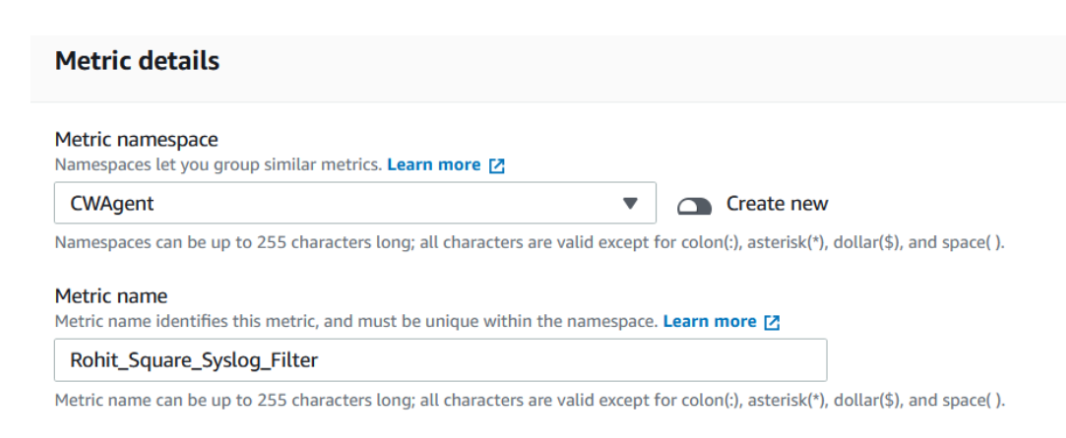 Metric details
Metric namespace
Namespaces let you group similar metrics. Learn more
CWAgent
Create new
Namespaces can be up to 255 characters long; all characters are valid except for colon(:), asterisk(*), dollar($), and space( ).
Metric name
Metric name identifies this metric, and must be unique within the namespace. Learn more
Rohit_Square_Syslog_Filter
Metric name can be up to 255 characters long; all characters are valid except for colon(:), asterisk(*), dollar($), and space( ).